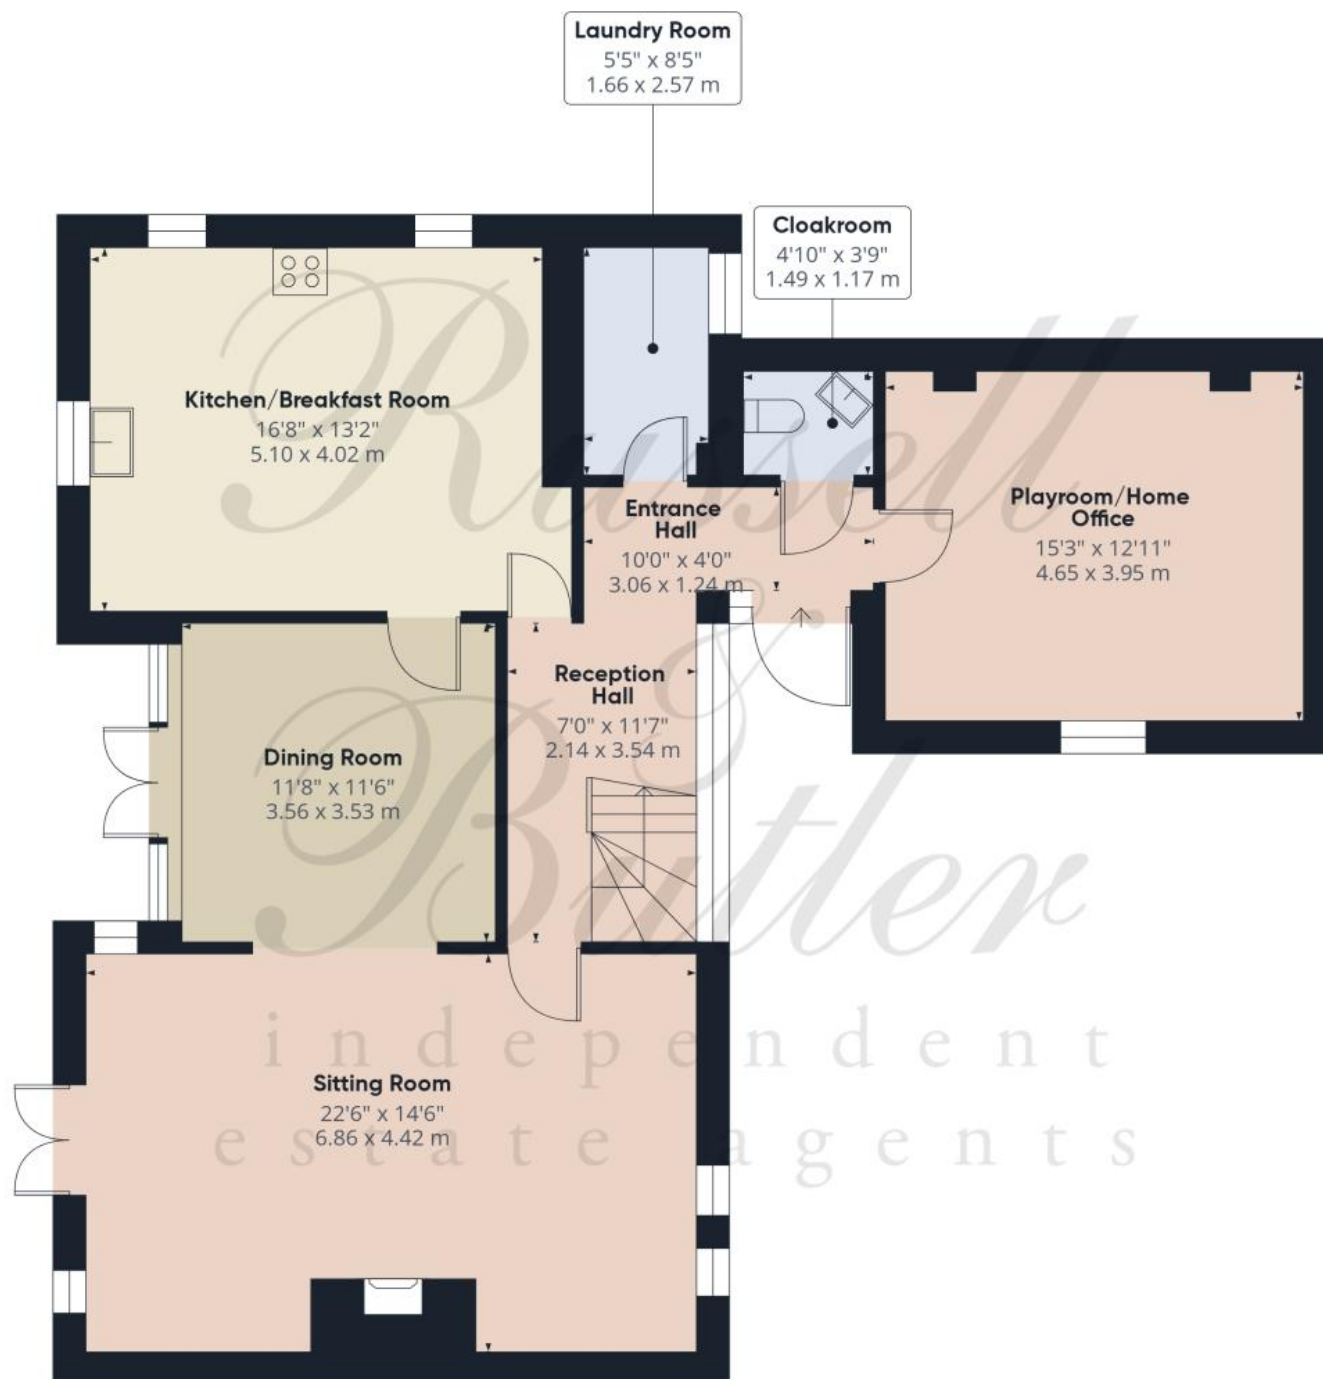 Laundry Room
5'5" x 8'5"
1.66 x 2.57 m
Cloakroom
4'10" x 3'9"
1.49 x 1.17 m
Kitchen/Breakfast Room
16'8" x 13'2"
5.10 x 4.02 m
Entrance
Hall
10'0" x 4'0"
3.06 x 1.24 m
Playroom/Home
Office
15'3" x 12'11"
4.65 x 3.95 m
Reception
Hall
7'0" x 11'7"
2.14 x 3.54 m
Dining Room
11'8" x 11'6"
3.56 x 3.53 m
Sitting Room
22'6" x 14'6"
6.86 x 4.42 m
Russell
&
Butler
independent
estate agents